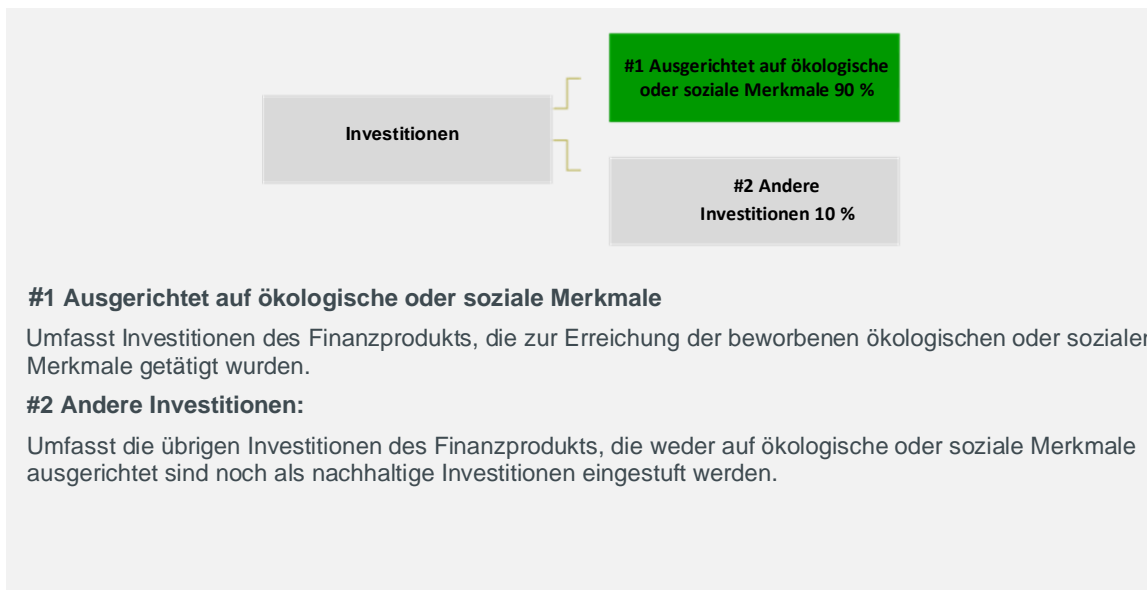 #1 Ausgerichtet auf ökologische
oder soziale Merkmale 90 %
Investitionen
#2 Andere
Investitionen 10 %
#1 Ausgerichtet auf ökologische oder soziale Merkmale
Umfasst Investitionen des Finanzprodukts, die zur Erreichung der beworbenen ökologischen oder sozialer
Merkmale getätigt wurden.
#2 Andere Investitionen:
Umfasst die übrigen Investitionen des Finanzprodukts, die weder auf ökologische oder soziale Merkmale
ausgerichtet sind noch als nachhaltige Investitionen eingestuft werden.